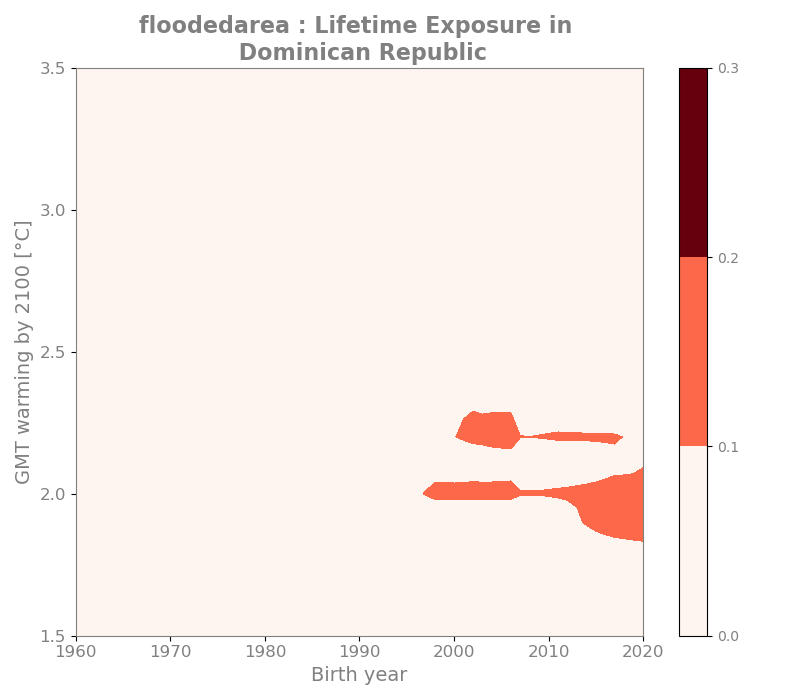 floodedarea : Lifetime Exposure in
Dominican Republic
3.5
3.0
2.5
2.0
1.5
GMT warming by 2100 [°C]
1960 1970 1980 1990 2000 2010 2020
Birth year
0.3
0.2
0.1
0.0